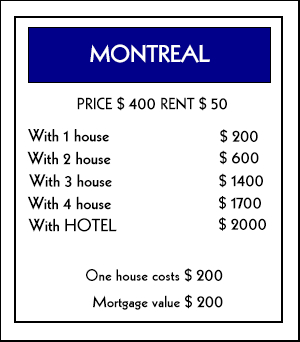 MONTREAL
PRICE $ 400 RENT $ 50
With 1 house $ 200
With 2 house $ 600
With 3 house $ 1400
With 4 house $ 1700
With HOTEL $ 2000
One house costs $ 200
Mortgage value $ 200